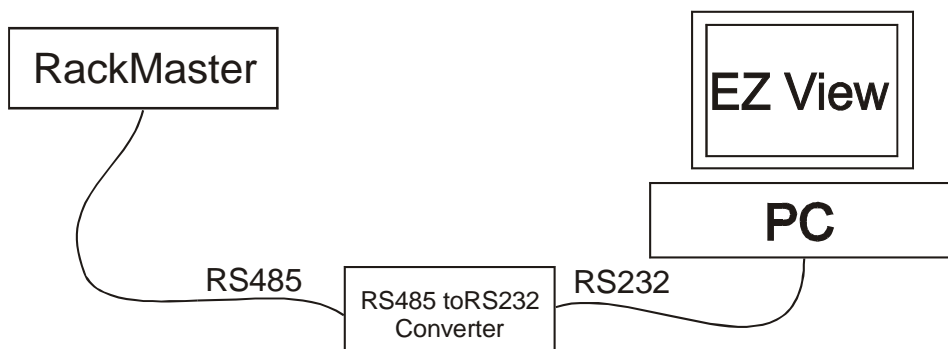 RackMaster
EZ View
PC
RS485
RS232
RS485 toRS232
Converter